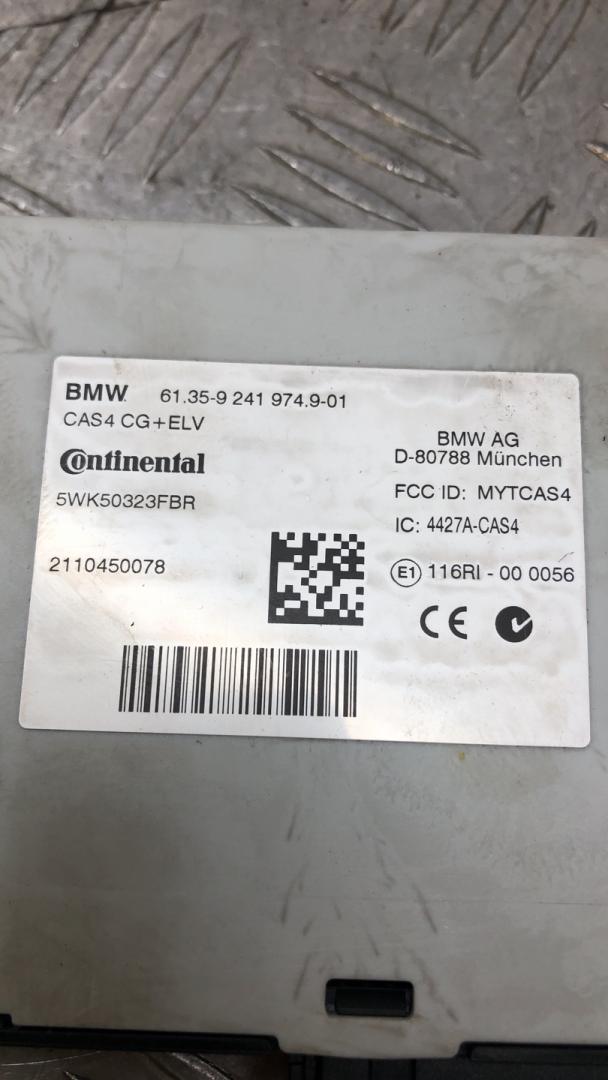 BMW 61.35-9 241 974.9-01
CAS4 CG+ELV
Continental
5WK50323FBR
2110450078
BMW AG
D-80788 München
FCC ID: MYTCAS4
IC: 4427A-CAS4
E1 116RI - 00 0056
CE